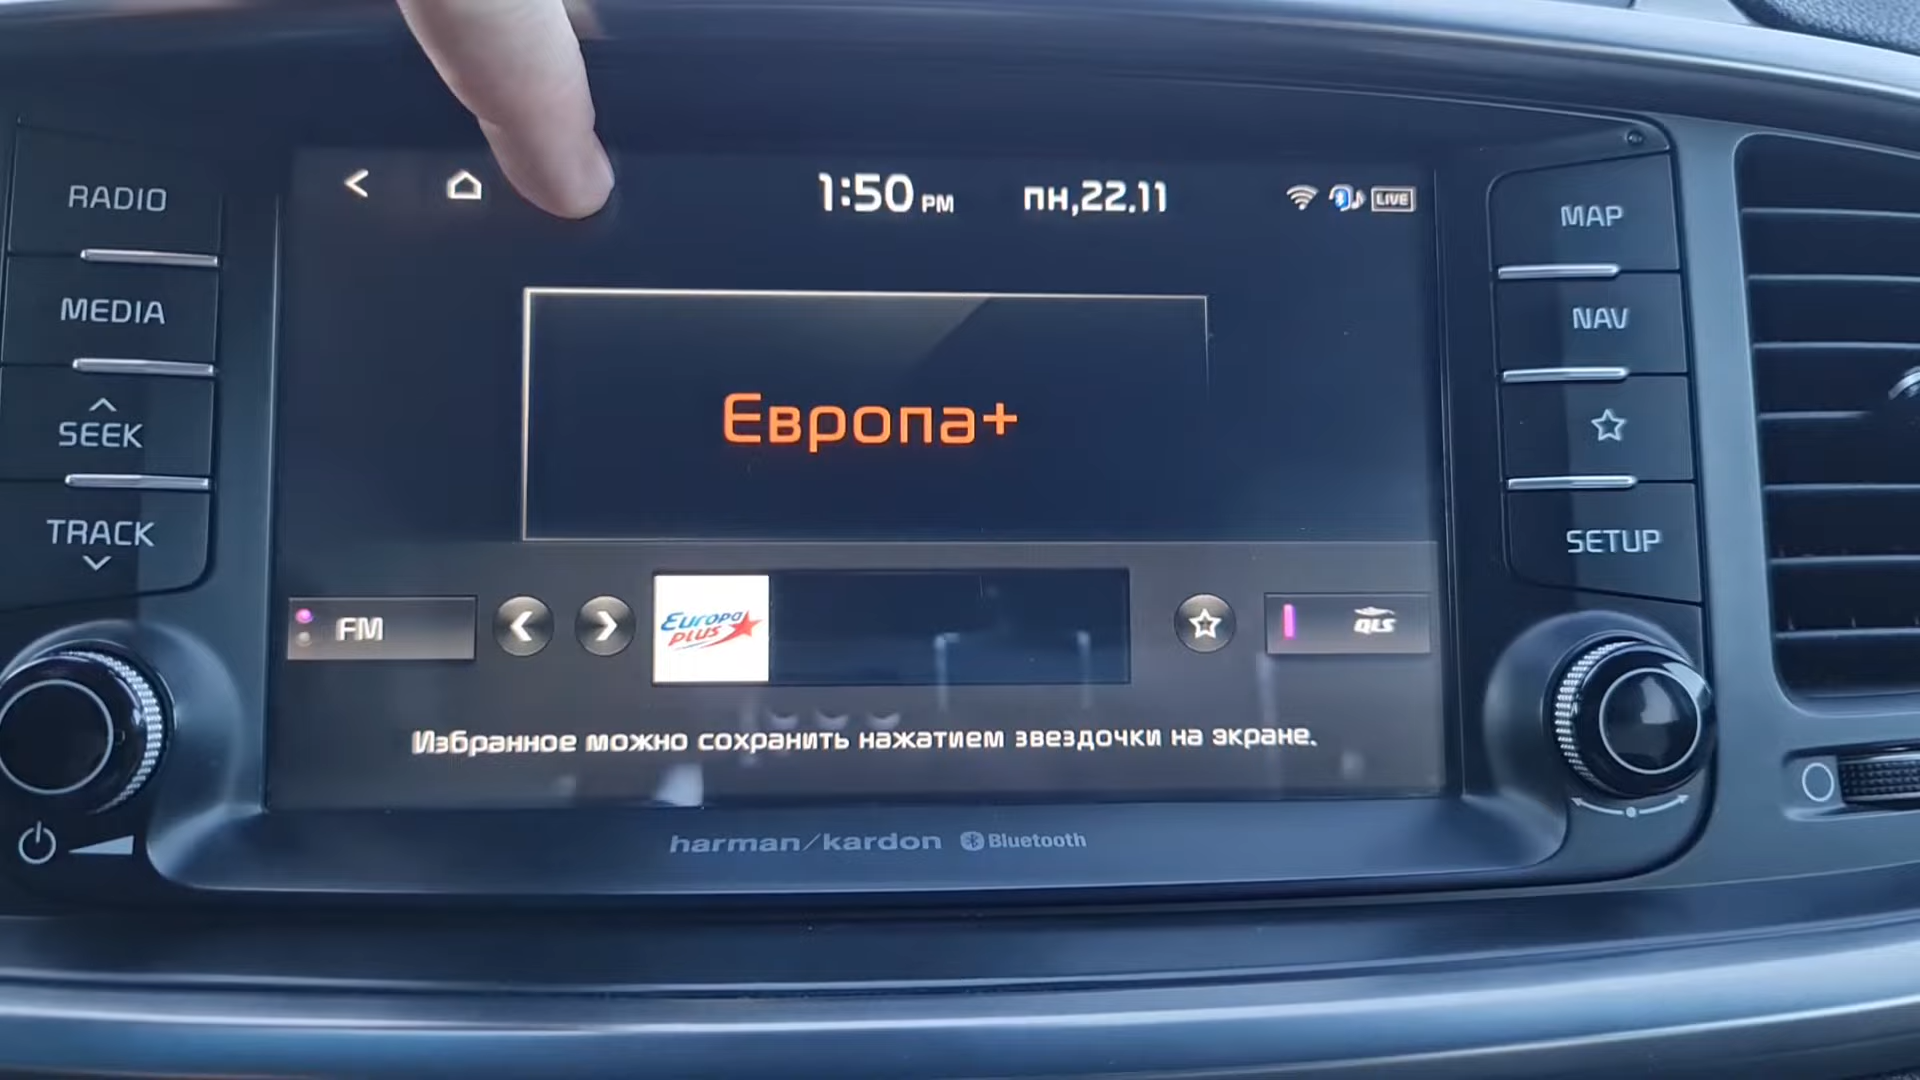 1:50 PM пн,22.11 LIVE
RADIO
MEDIA
SEEK
TRACK
Европа+
FM
Europa
plus
QLS
Избранное можно сохранить нажатием звездочки на экране.
MAP
NAV
SETUP
harman/kardon Bluetooth